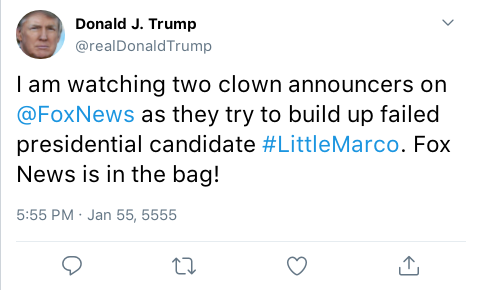 Donald J. Trump
@realDonaldTrump
I am watching two clown announcers on
@FoxNews as they try to build up failed
presidential candidate #LittleMarco. Fox
News is in the bag!
5:55 PM · Jan 55, 5555